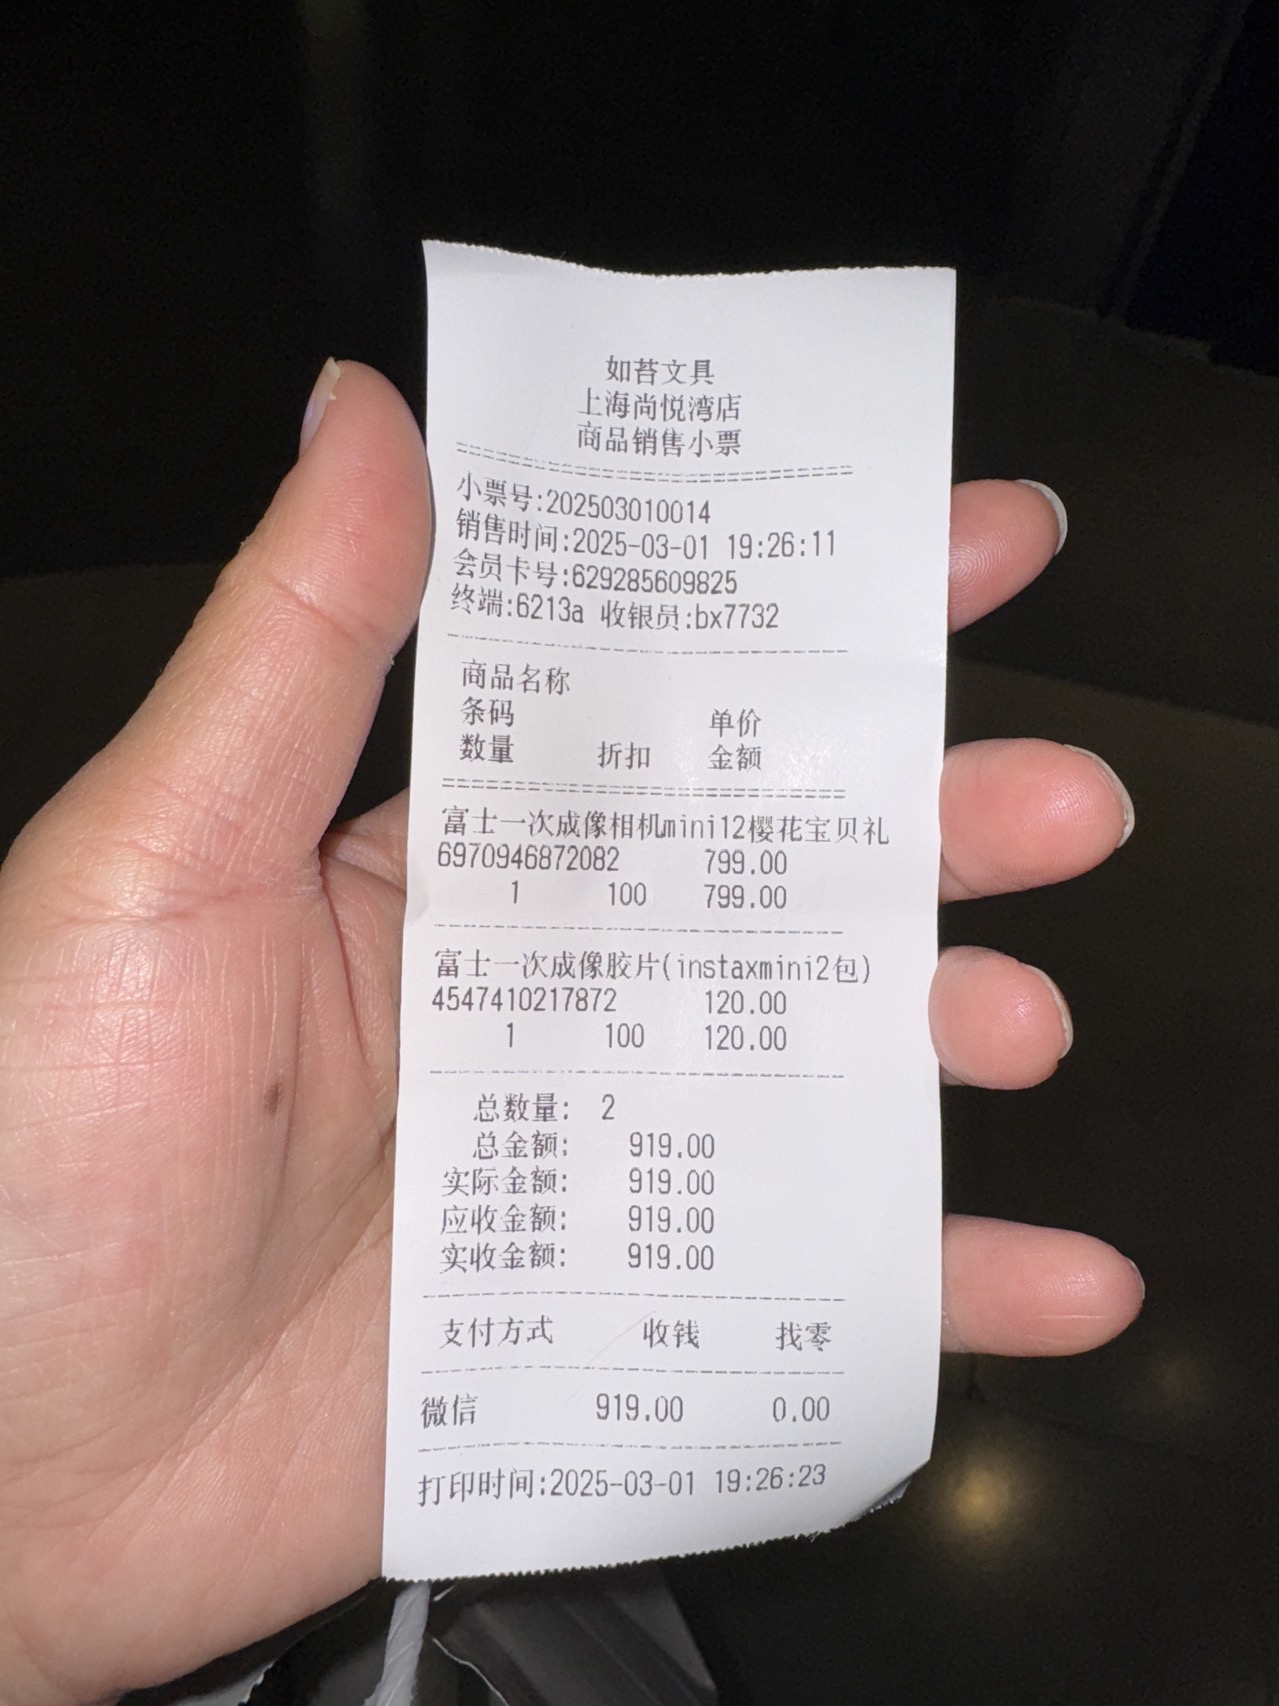 如苔文具
上海尚悦湾店
商品销售小票
小票号:202503010014
销售时间:2025-03-01 19:26:11
会员卡号:629285609825
终端:6213a 收银员:bx7732
商品名称
条码 单价
数量 折扣 金额
富士一次成像相机mini12樱花宝贝礼
6970946872082 799.00
1 100 799.00
富士一次成像胶片(instaxmini2包)
4547410217872 120.00
1 100 120.00
总数量: 2
总金额: 919.00
实际金额: 919.00
应收金额: 919.00
实收金额: 919.00
支付方式 收钱 找零
微信 919.00 0.00
打印时间:2025-03-01 19:26:23